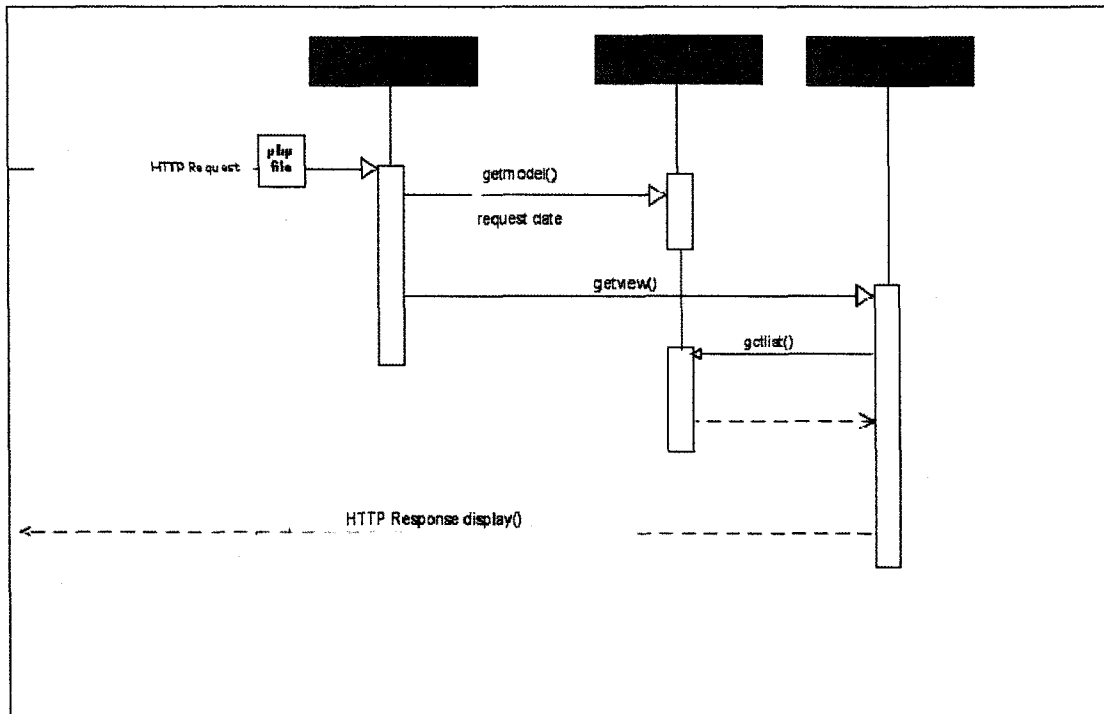 HTTP Request
php
file
getmodel()
request date
getview()
getlist()
HTTP Response display()